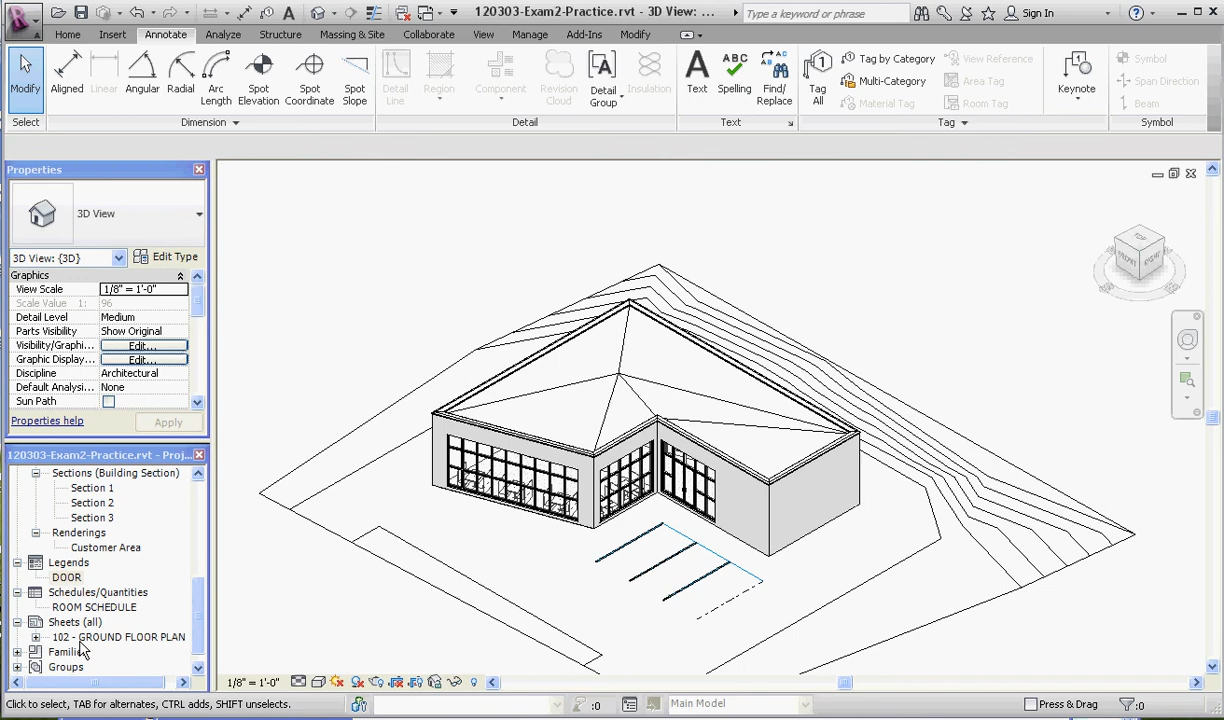 120303-Exam2-Practice.rvt - 3D View: ...
Type a keyword or phrase
Sign In
Home Insert Annotate Analyze Structure Massing & Site Collaborate View Manage Add-Ins Modify
Modify
Aligned
Linear
Angular
Radial
Arc Length
Spot Elevation
Spot Coordinate
Spot Slope
Detail Line
Region
Component
Revision Cloud
Detail Group
Insulation
Text
ABC
Spelling
Find/ Replace
Tag All
Tag by Category
Multi-Category
Material Tag
View Reference
Area Tag
Room Tag
Keynote
Symbol
Span Direction
Beam
Select Dimension Detail Text Tag Symbol
Properties
3D View
3D View: {3D} Edit Type
Graphics
View Scale 1/8" = 1'-0"
Scale Value 1: 96
Detail Level Medium
Parts Visibility Show Original
Visibility/Graphi... Edit...
Graphic Display... Edit...
Discipline Architectural
Default Analysi... None
Sun Path
Properties help Apply
120303-Exam2-Practice.rvt - Proj...
Sections (Building Section)
Section 1
Section 2
Section 3
Renderings
Customer Area
Legends
DOOR
Schedules/Quantities
ROOM SCHEDULE
Sheets (all)
102 - GROUND FLOOR PLAN
Groups
TOP
FRONT
RIGHT
1/8" = 1'-0"
Click to select, TAB for alternates, CTRL adds, SHIFT unselects.
:0
Main Model
Press & Drag
:0